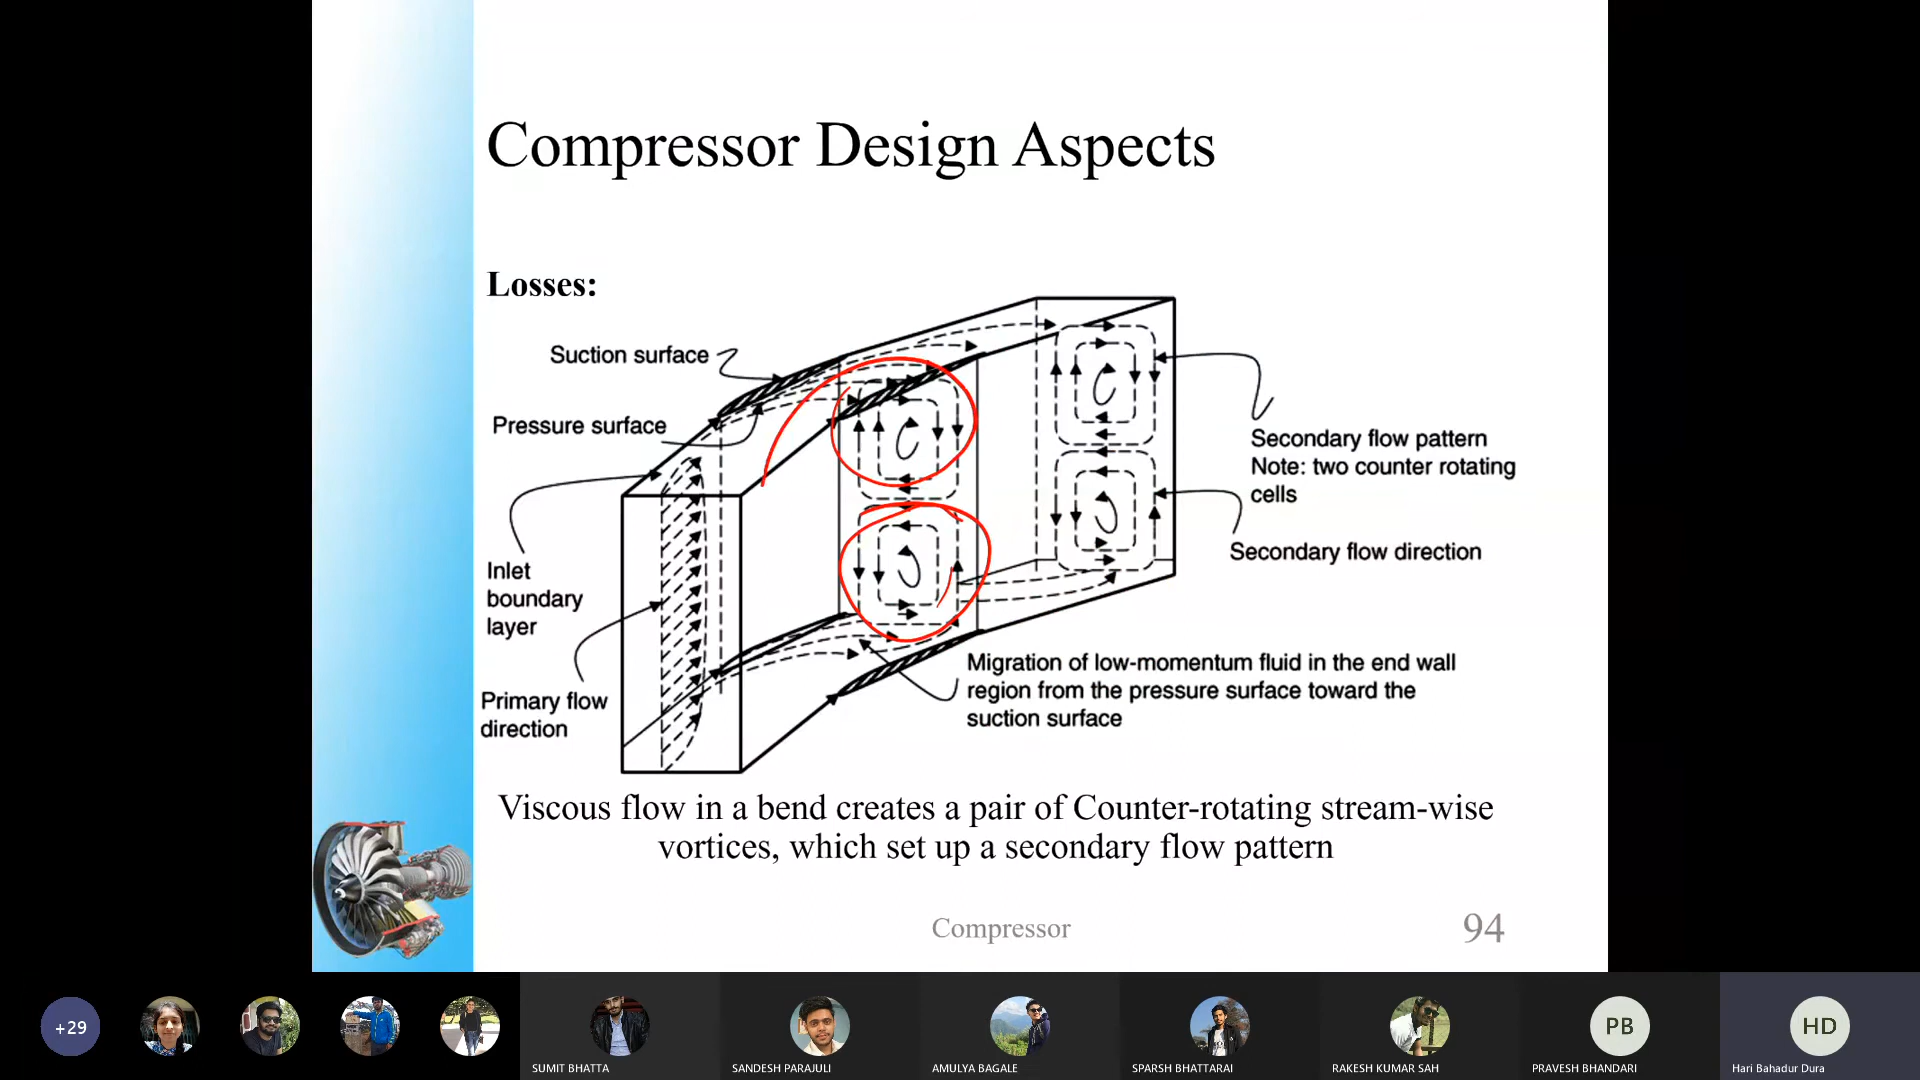 Compressor Design Aspects
Losses:
Suction surface
Pressure surface
Inlet
boundary
layer
Primary flow
direction
Secondary flow pattern
Note: two counter rotating
cells
Secondary flow direction
Migration of low-momentum fluid in the end wall
region from the pressure surface toward the
suction surface
Viscous flow in a bend creates a pair of Counter-rotating stream-wise
vortices, which set up a secondary flow pattern
Compressor
94
+29
SUMIT BHATTA
SANDESH PARAJULI
AMULYA BAGALE
SPARSH BHATTARAI
RAKESH KUMAR SAH
PB
PRAVESH BHANDARI
HD
Hari Bahadur Dura